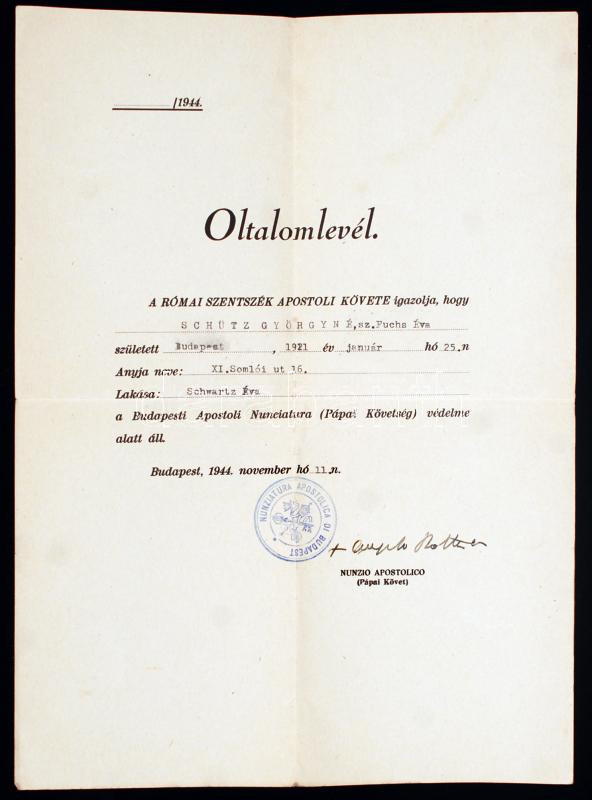 /1944.
Oltalomlevél.
A RÓMAI SZENTSZÉK APOSTOLI KÖVETE igazolja, hogy
SCHÜTZ GYÖRGYNÉ, sz.Fuchs Éva
született Budapest, 1921 év január hó 25.n
Anyja neve: XI.Somlói ut 16.
Lakása: Schwartz Éva
a Budapesti Apostoli Nunciatura (Pápai Követség) védelme
alatt áll.
Budapest, 1944. november hó 11.n.
NUNZIATURA APOSTOLICA DI BUDAPEST
+ Angelo Rotta
NUNZIO APOSTOLICO
(Pápai Követ)